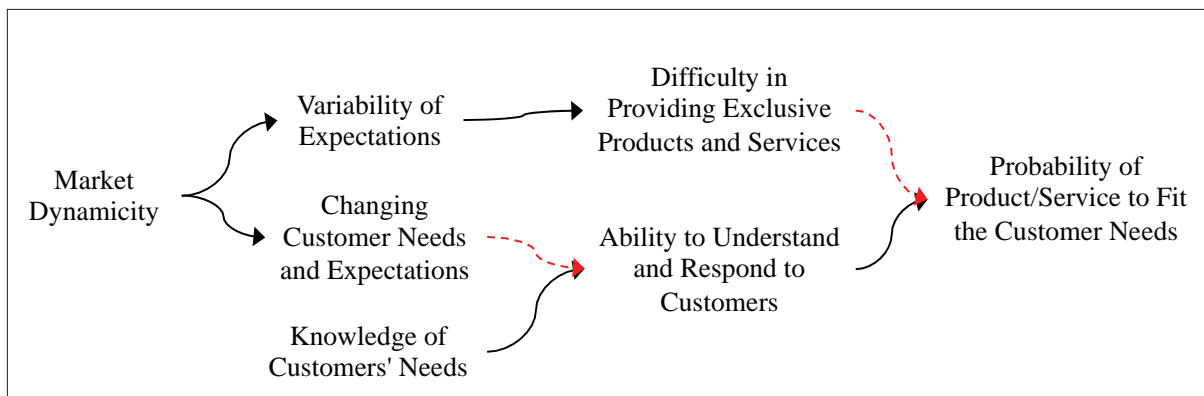 Market
Dynamicity
Variability of
Expectations
Changing
Customer Needs
and Expectations
Knowledge of
Customers' Needs
Difficulty in
Providing Exclusive
Products and Services
Ability to Understand
and Respond to
Customers
Probability of
Product/Service to Fit
the Customer Needs